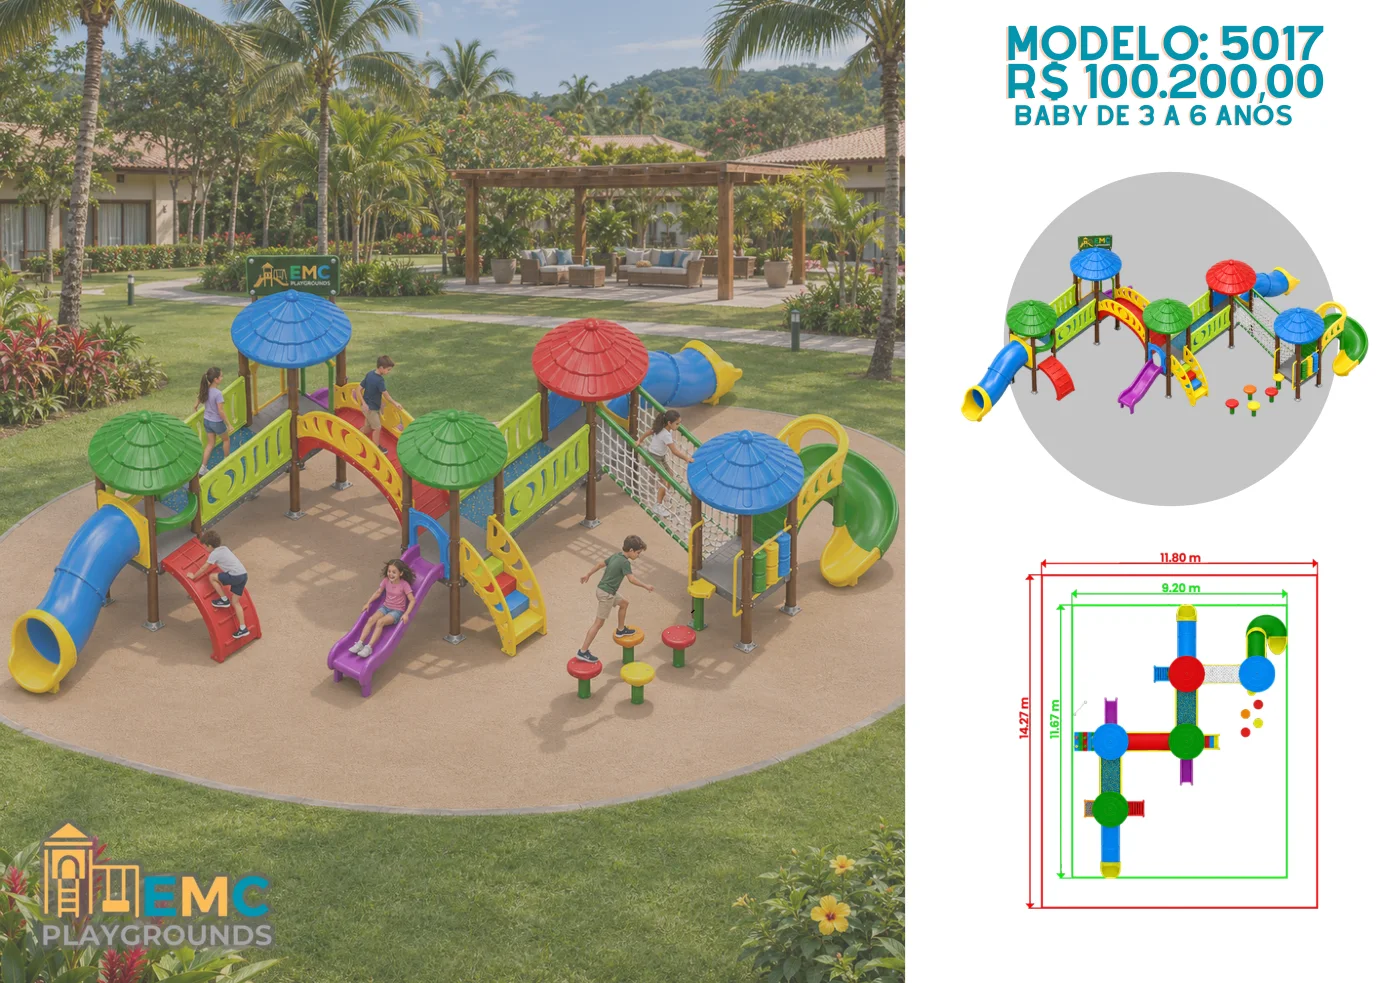 MODELO: 5017
R$ 100.200,00
BABY DE 3 A 6 ANOS
EMC
PLAYGROUNDS
EMC
11.80 m
9.20 m
14.27 m
11.67 m
EMC
PLAYGROUNDS